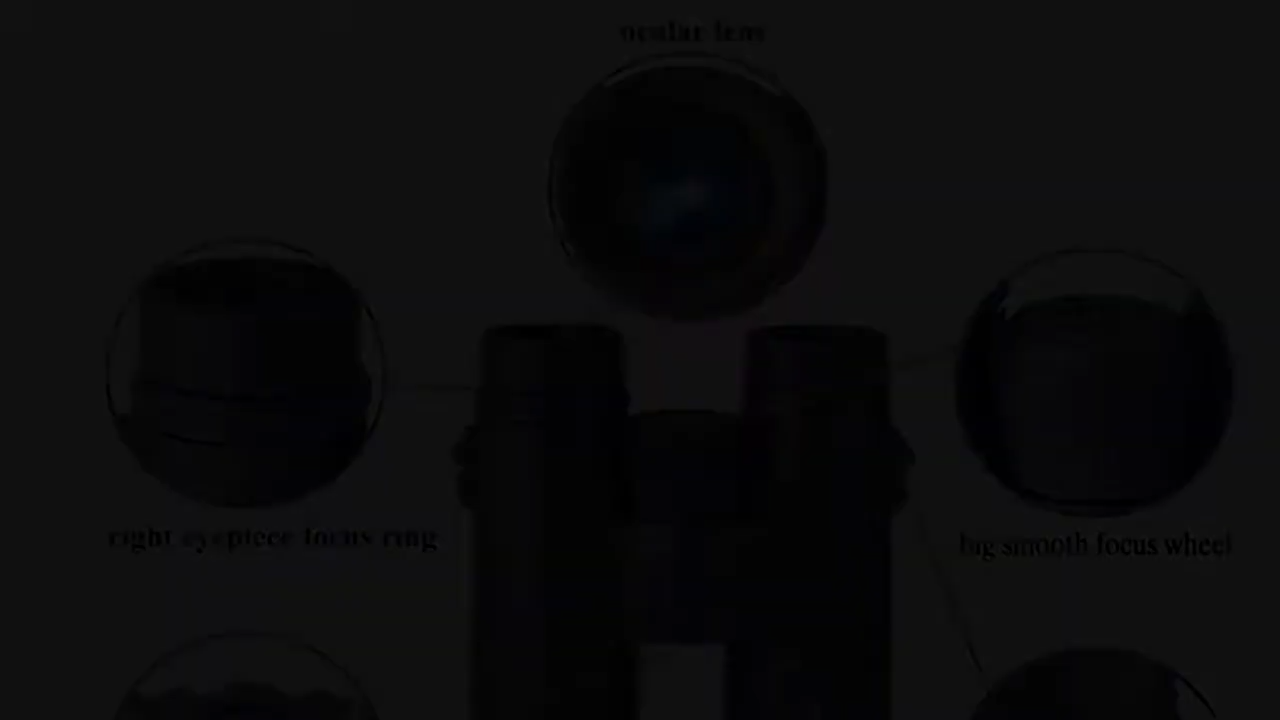 ocular lens
right eyepiece focus ring
big smooth focus wheel